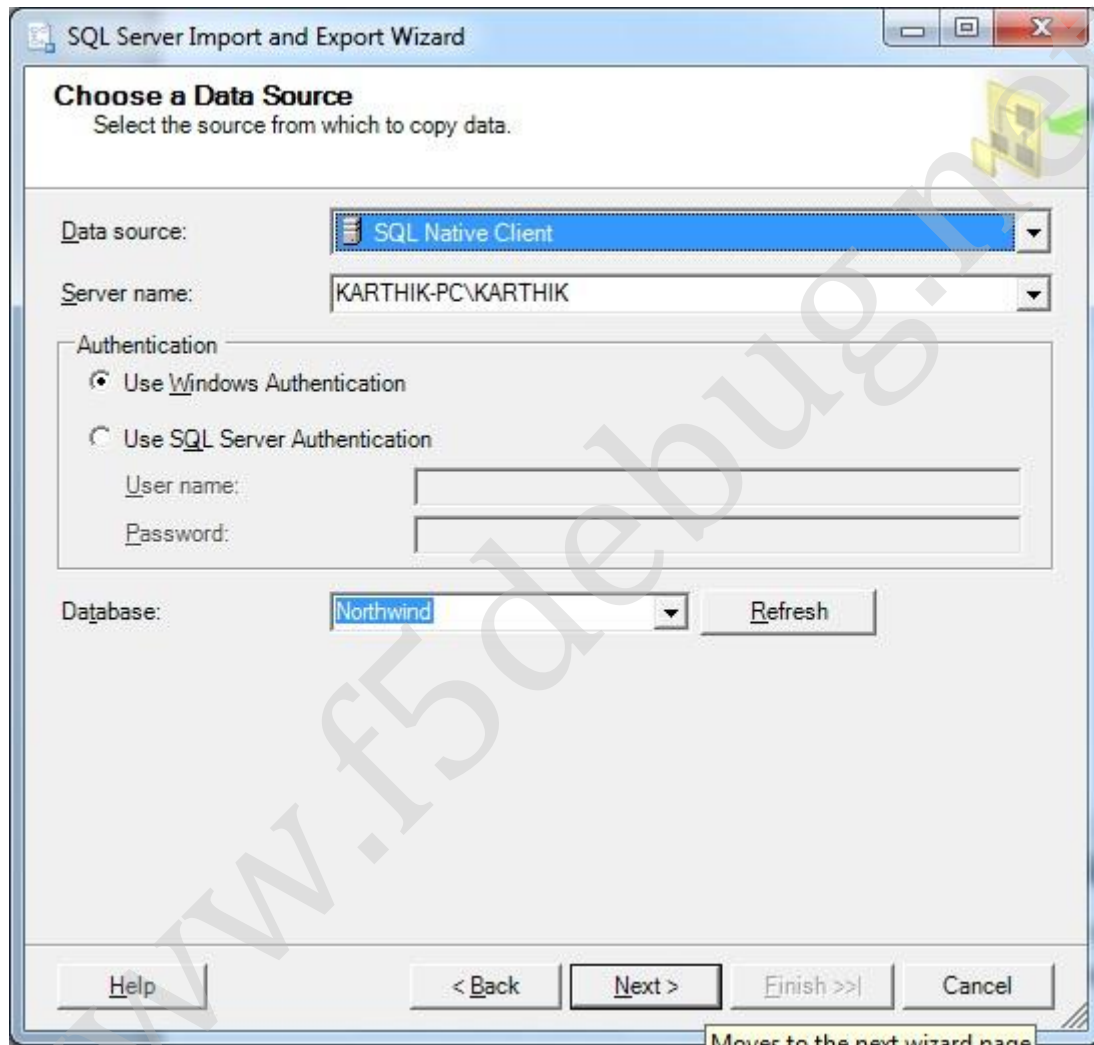 SQL Server Import and Export Wizard
Choose a Data Source
Select the source from which to copy data.
Data source: SQL Native Client
Server name: KARTHIK-PC\KARTHIK
Authentication
Use Windows Authentication
Use SQL Server Authentication
User name:
Password:
Database: Northwind Refresh
Help < Back Next > Finish >>| Cancel
Moves to the next wizard page
www.f5debug.net